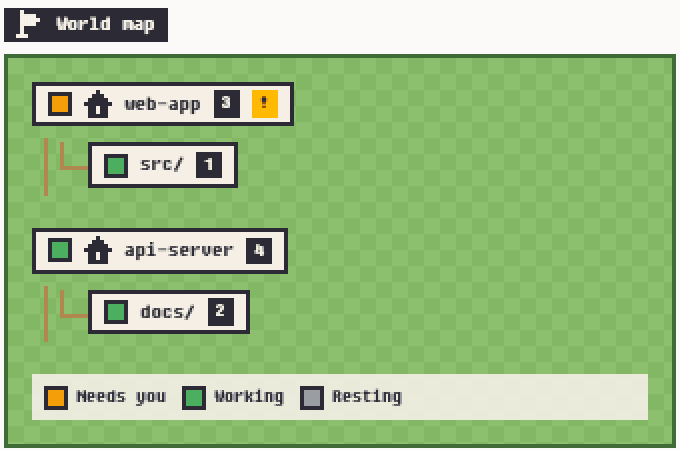 World map
web-app 3 !
src/ 1
api-server 4
docs/ 2
Needs you Working Resting